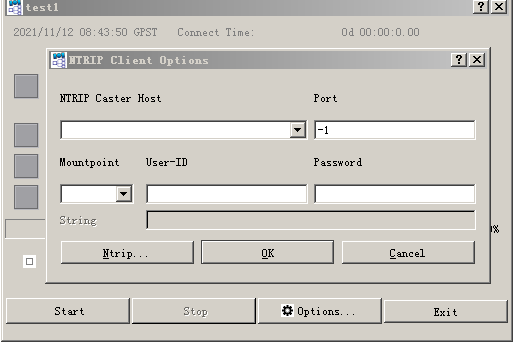 test1
2021/11/12 08:43:50 GPST Connect Time: 0d 00:00:0.00
NTRIP Client Options
NTRIP Caster Host Port
-1
Mountpoint User-ID Password
String
%
Ntrip... OK Cancel
Start Stop Options... Exit